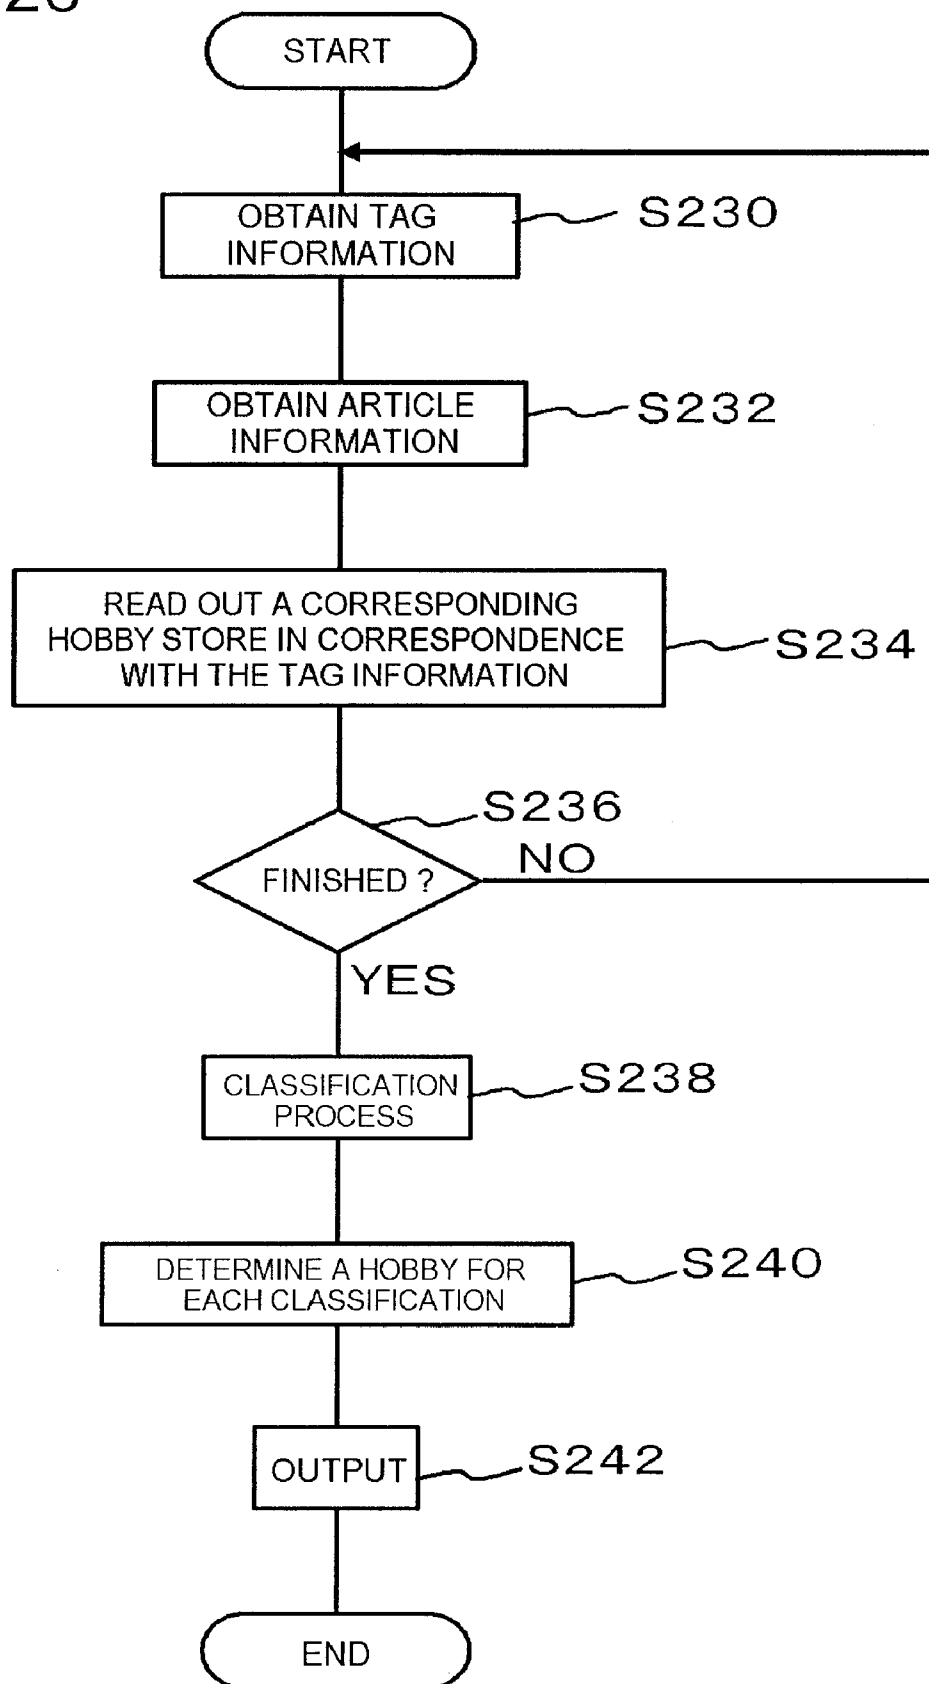 START
OBTAIN TAG
INFORMATION
S230
OBTAIN ARTICLE
INFORMATION
S232
READ OUT A CORRESPONDING
HOBBY STORE IN CORRESPONDENCE
WITH THE TAG INFORMATION
S234
S236
FINISHED ?
NO
YES
CLASSIFICATION
PROCESS
S238
DETERMINE A HOBBY FOR
EACH CLASSIFICATION
S240
OUTPUT
S242
END